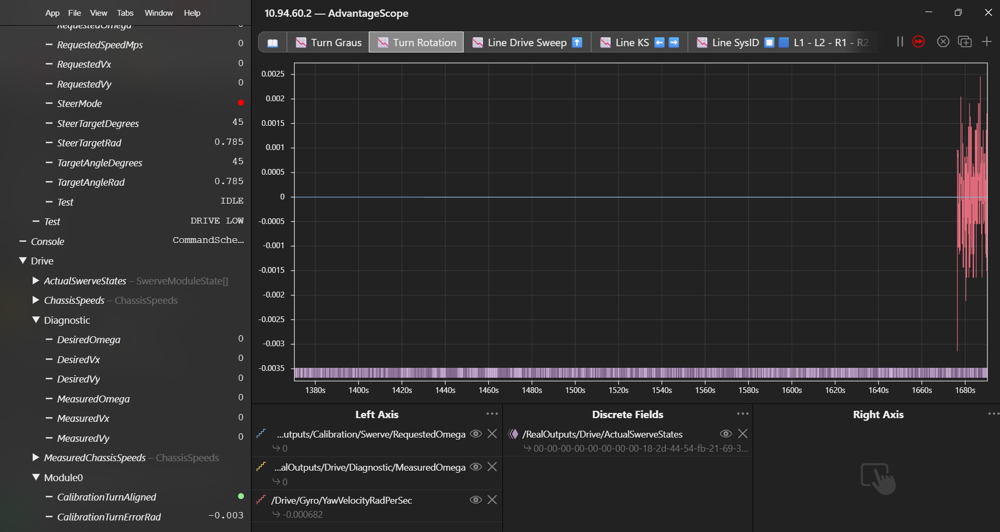 App File View Tabs Window Help
10.94.60.2 — AdvantageScope
Turn Graus
Turn Rotation
Line Drive Sweep ⬆️
Line KS ⬅️ ➡️
Line SysID ⏹️ 🟦 L1 - L2 - R1 - R2
RequestedOmega 0
RequestedSpeedMps 0
RequestedVx 0
RequestedVy 0
SteerMode
SteerTargetDegrees 45
SteerTargetRad 0.785
TargetAngleDegrees 45
TargetAngleRad 0.785
Test IDLE
Test DRIVE LOW
Console CommandSche...
Drive
ActualSwerveStates – SwerveModuleState[]
ChassisSpeeds – ChassisSpeeds
Diagnostic
DesiredOmega 0
DesiredVx 0
DesiredVy 0
MeasuredOmega 0
MeasuredVx 0
MeasuredVy 0
MeasuredChassisSpeeds – ChassisSpeeds
Module0
CalibrationTurnAligned
CalibrationTurnErrorRad -0.003
0.0025
0.002
0.0015
0.001
0.0005
0
-0.0005
-0.001
-0.0015
-0.002
-0.0025
-0.003
-0.0035
1380s 1400s 1420s 1440s 1460s 1480s 1500s 1520s 1540s 1560s 1580s 1600s 1620s 1640s 1660s 1680s
Left Axis
...utputs/Calibration/Swerve/RequestedOmega
0
...alOutputs/Drive/Diagnostic/MeasuredOmega
0
/Drive/Gyro/YawVelocityRadPerSec
-0.000682
Discrete Fields
/RealOutputs/Drive/ActualSwerveStates
00-00-00-00-00-00-00-00-18-2d-44-54-fb-21-69-3...
Right Axis